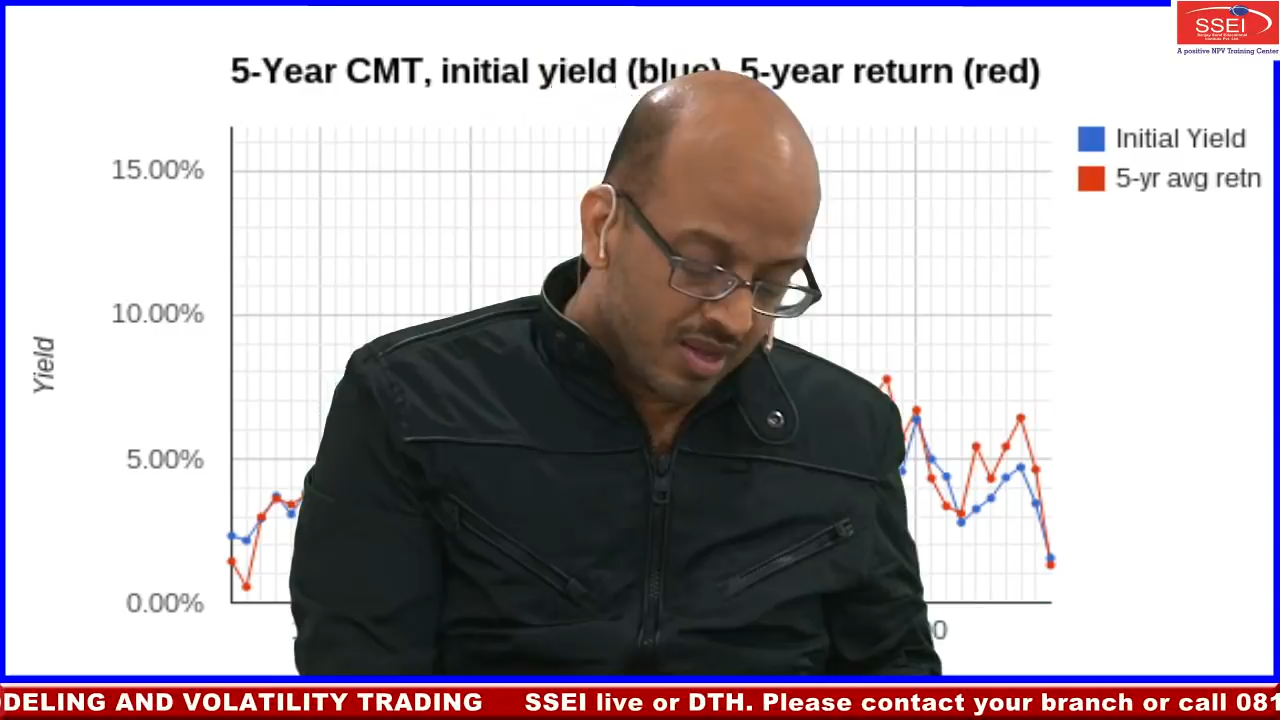 SSEI
A positive NPV Training Center
5-Year CMT, initial yield (blue), 5-year return (red)
Initial Yield
5-yr avg retn
15.00%
10.00%
5.00%
0.00%
Yield
DELING AND VOLATILITY TRADING SSEI live or DTH. Please contact your branch or call 081